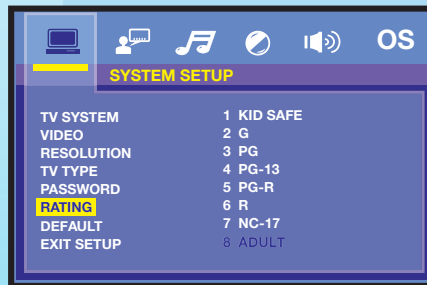 OS
SYSTEM SETUP
TV SYSTEM
VIDEO
RESOLUTION
TV TYPE
PASSWORD
RATING
DEFAULT
EXIT SETUP
1 KID SAFE
2 G
3 PG
4 PG-13
5 PG-R
6 R
7 NC-17
8 ADULT